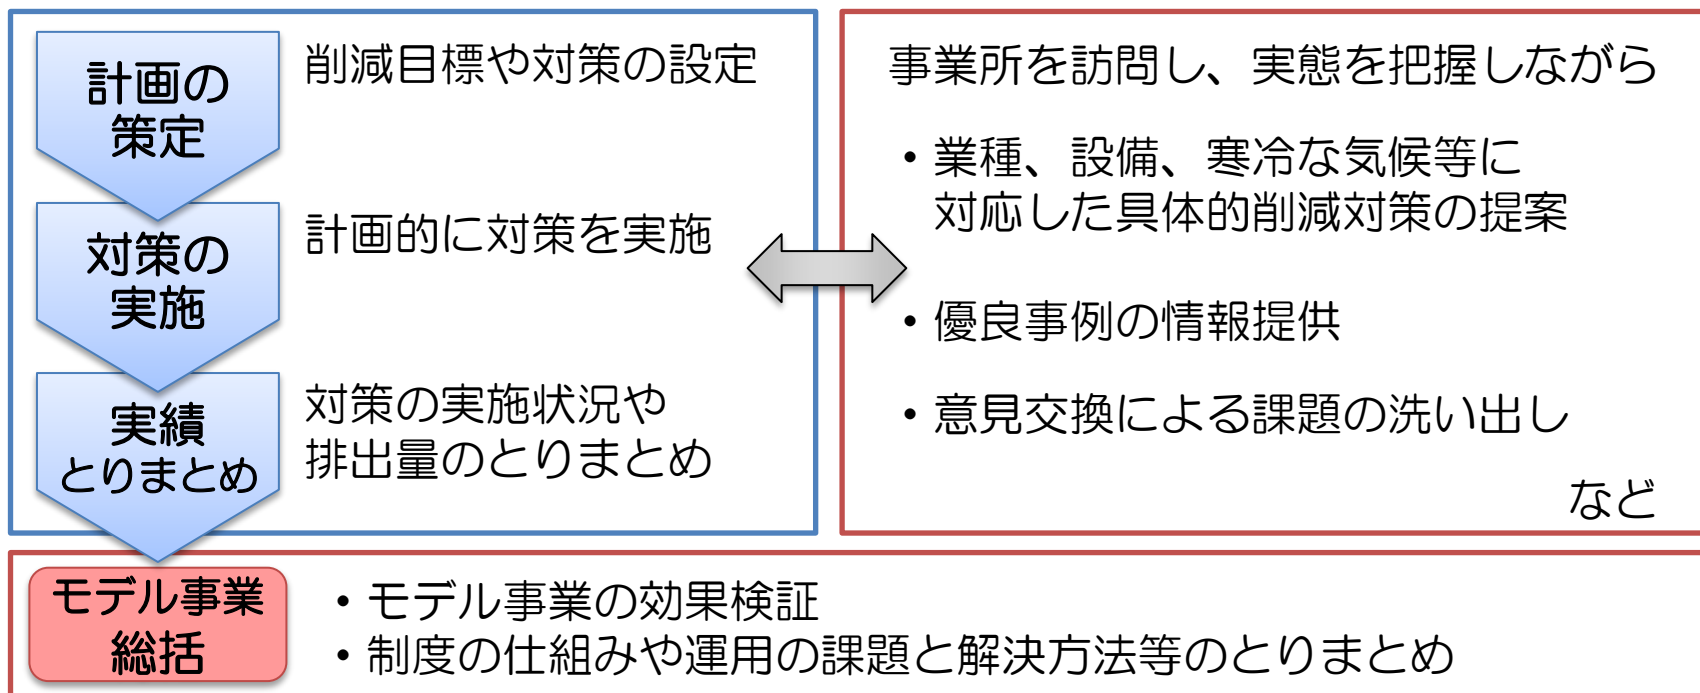 計画の
策定
削減目標や対策の設定
対策の
実施
計画的に対策を実施
実績
とりまとめ
対策の実施状況や
排出量のとりまとめ
事業所を訪問し、実態を把握しながら
・業種、設備、寒冷な気候等に
対応した具体的削減対策の提案
・優良事例の情報提供
・意見交換による課題の洗い出し
など
モデル事業
総括
・モデル事業の効果検証
・制度の仕組みや運用の課題と解決方法等のとりまとめ